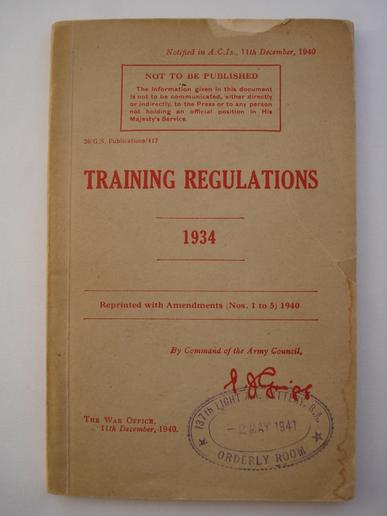 Notified in A.C.Is., 11th December, 1940
NOT TO BE PUBLISHED
The information given in this document
is not to be communicated, either directly
or indirectly, to the Press or to any person
not holding an official position in His
Majesty's Service.
26/G.S. Publications/417
TRAINING REGULATIONS
1934
Reprinted with Amendments (Nos. 1 to 5) 1940
By Command of the Army Council,
THE WAR OFFICE,
11th December, 1940.
137th LIGHT R.A.
MAY 1941
ORDERLY ROOM